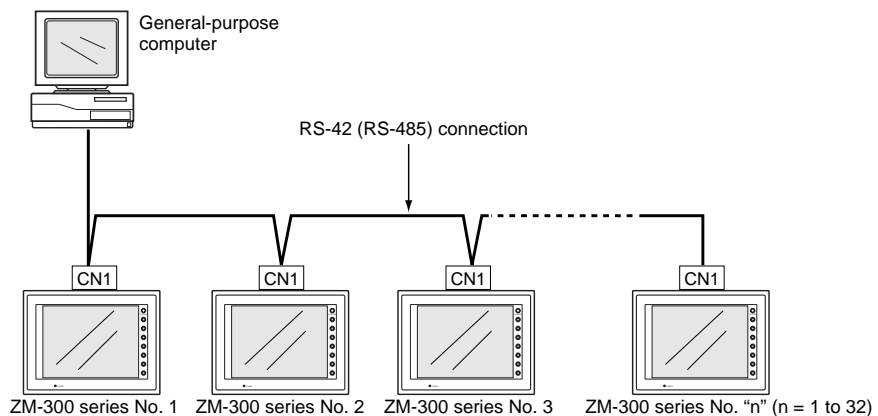 General-purpose
computer
RS-42 (RS-485) connection
CN1 CN1 CN1 CN1
ZM-300 series No. 1 ZM-300 series No. 2 ZM-300 series No. 3 ZM-300 series No. “n” (n = 1 to 32)